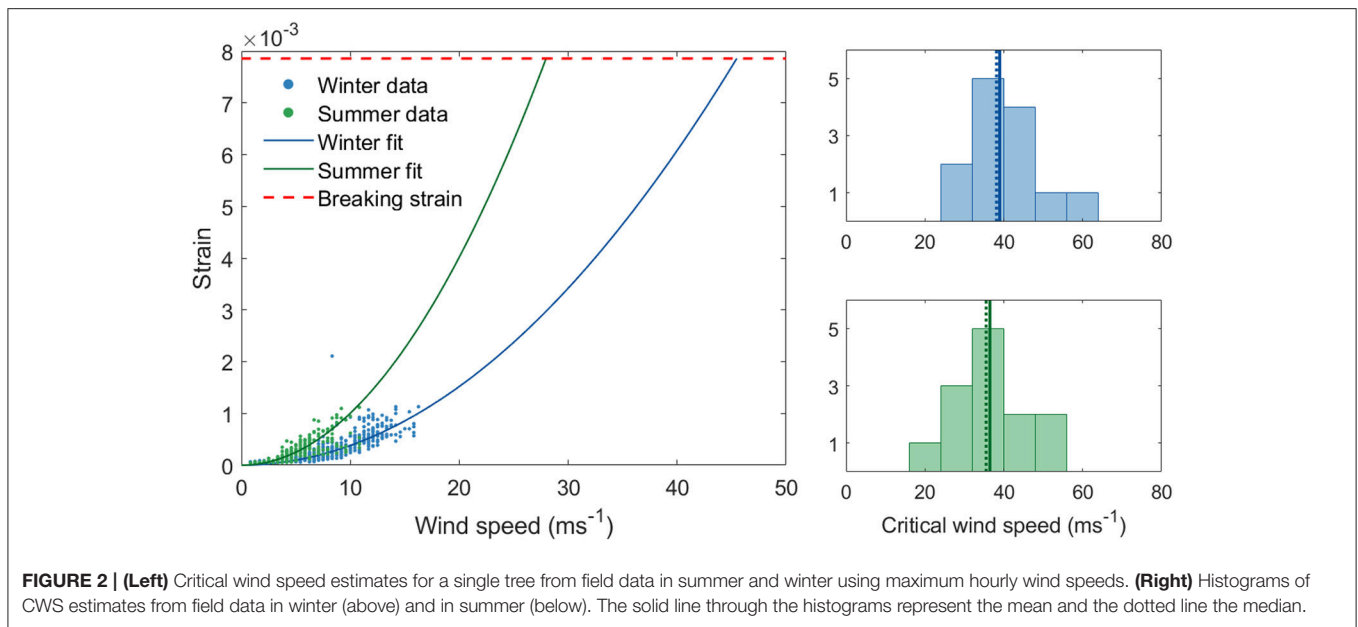 ×10⁻³
8
7
6
5
4
3
2
1
0
Strain
Winter data
Summer data
Winter fit
Summer fit
Breaking strain
0 10 20 30 40 50
Wind speed (ms⁻¹)
5
3
1
0 20 40 60 80
5
3
1
0 20 40 60 80
Critical wind speed (ms⁻¹)
FIGURE 2 | (Left) Critical wind speed estimates for a single tree from field data in summer and winter using maximum hourly wind speeds. (Right) Histograms of
CWS estimates from field data in winter (above) and in summer (below). The solid line through the histograms represent the mean and the dotted line the median.